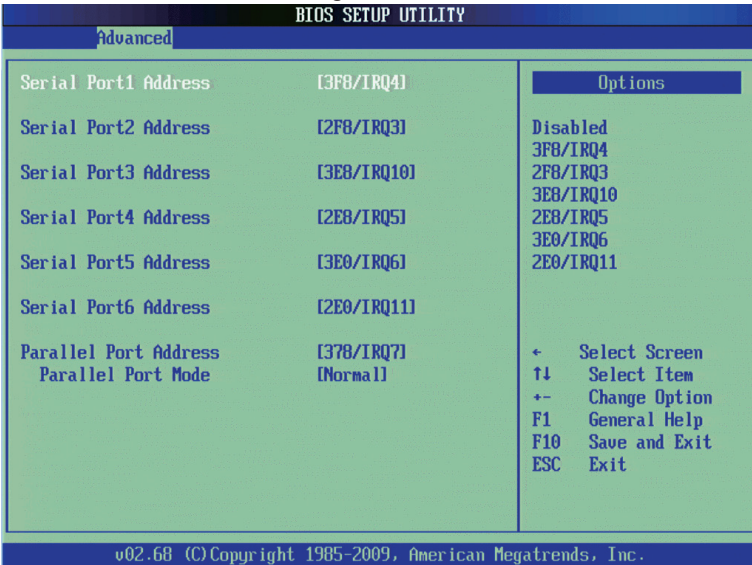 BIOS SETUP UTILITY
Advanced
Serial Port1 Address [3F8/IRQ4]
Serial Port2 Address [2F8/IRQ3]
Serial Port3 Address [3E8/IRQ10]
Serial Port4 Address [2E8/IRQ5]
Serial Port5 Address [3E0/IRQ6]
Serial Port6 Address [2E0/IRQ11]
Parallel Port Address [378/IRQ7]
Parallel Port Mode [Normal]
Options
Disabled
3F8/IRQ4
2F8/IRQ3
3E8/IRQ10
2E8/IRQ5
3E0/IRQ6
2E0/IRQ11
← Select Screen
↑↓ Select Item
+- Change Option
F1 General Help
F10 Save and Exit
ESC Exit
v02.68 (C)Copyright 1985-2009, American Megatrends, Inc.